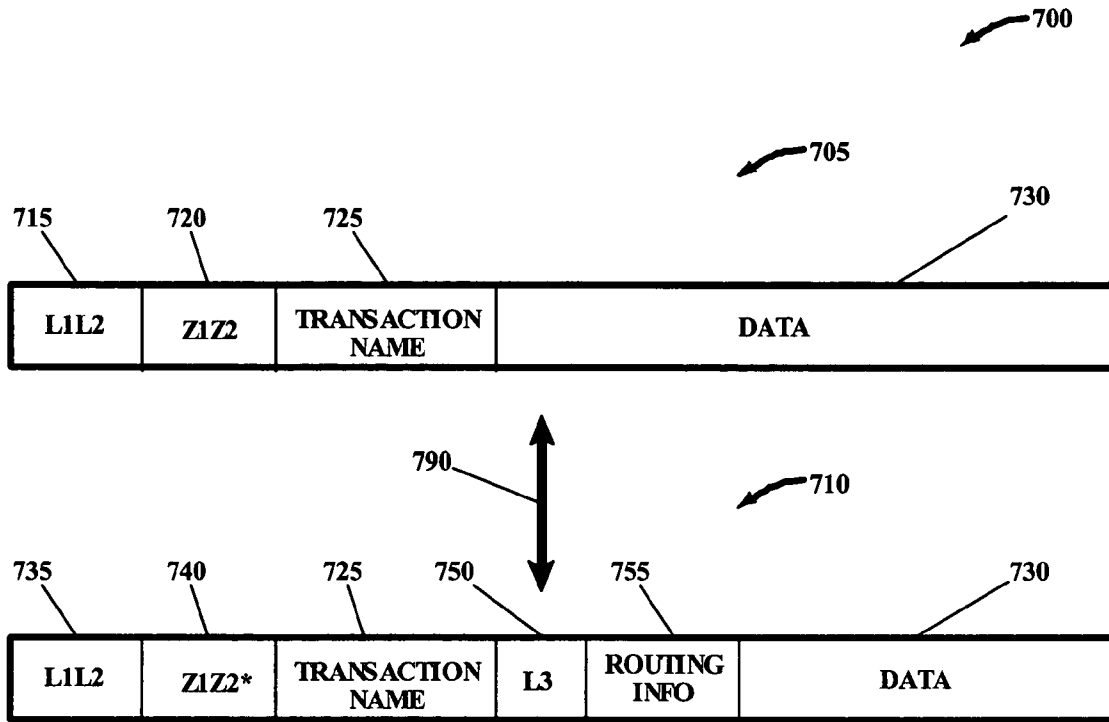 700
705
715 720 725 730
L1L2 Z1Z2 TRANSACTION NAME DATA
790
710
735 740 725 750 755 730
L1L2 Z1Z2* TRANSACTION NAME L3 ROUTING INFO DATA